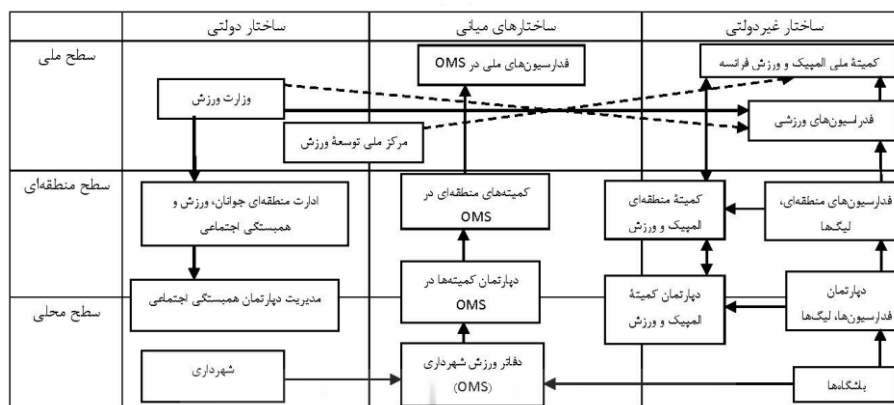 ساختار غیردولتی
ساختارهای میانی
ساختار دولتی
سطح ملی
کمیتهٔ ملی المپیک و ورزش فرانسه
فدارسیون‌های ملی در OMS
وزارت ورزش
فدراسیون‌های ورزشی
مرکز ملی توسعهٔ ورزش
سطح منطقه‌ای
فدارسیون‌های منطقه‌ای،
لیگ‌ها
کمیتهٔ منطقه‌ای
المپیک و ورزش
کمیته‌های منطقه‌ای در
OMS
ادارت منطقه‌ای جوانان، ورزش و
همبستگی اجتماعی
دپارتمان
فدارسیون‌ها، لیگ‌ها
دپارتمان کمیتهٔ
المپیک و ورزش
دپارتمان کمیته‌ها در
OMS
مدیریت دپارتمان همبستگی اجتماعی
سطح محلی
باشگاه‌ها
دفاتر ورزش شهرداری
(OMS)
شهرداری